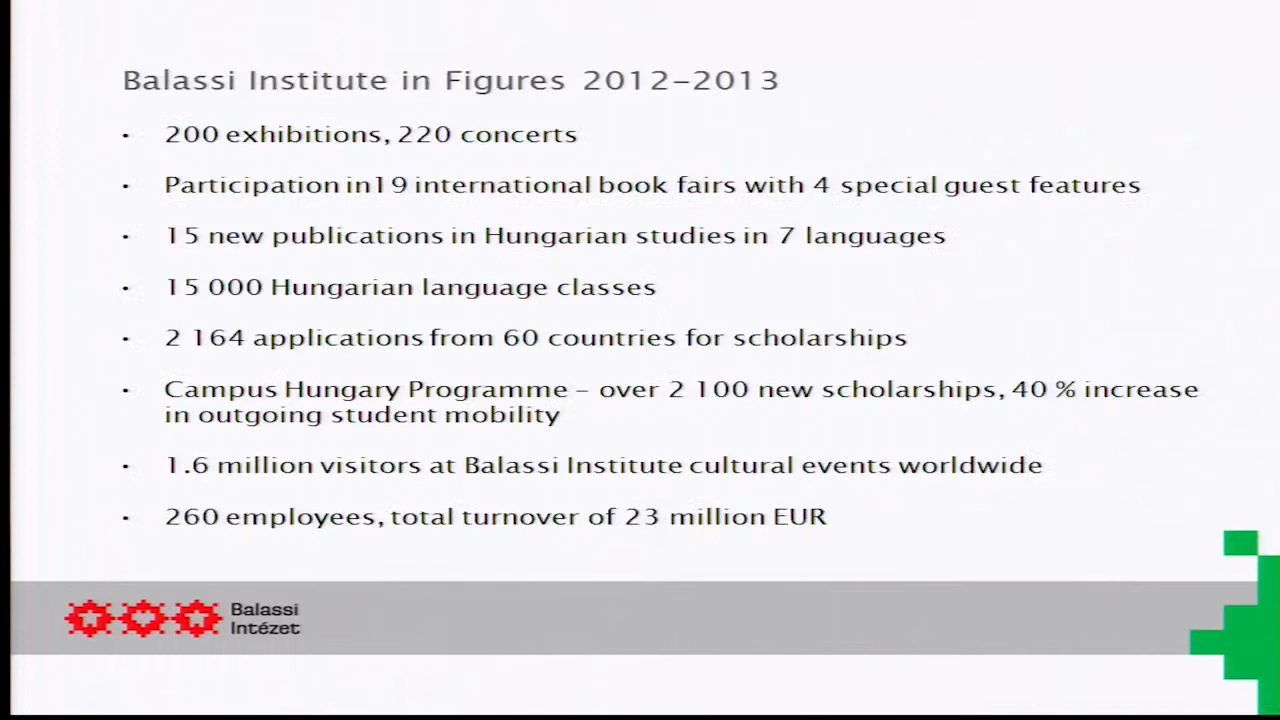 Balassi Institute in Figures 2012–2013
• 200 exhibitions, 220 concerts
• Participation in19 international book fairs with 4 special guest features
• 15 new publications in Hungarian studies in 7 languages
• 15 000 Hungarian language classes
• 2 164 applications from 60 countries for scholarships
• Campus Hungary Programme – over 2 100 new scholarships, 40 % increase
in outgoing student mobility
• 1.6 million visitors at Balassi Institute cultural events worldwide
• 260 employees, total turnover of 23 million EUR
Balassi
Intézet